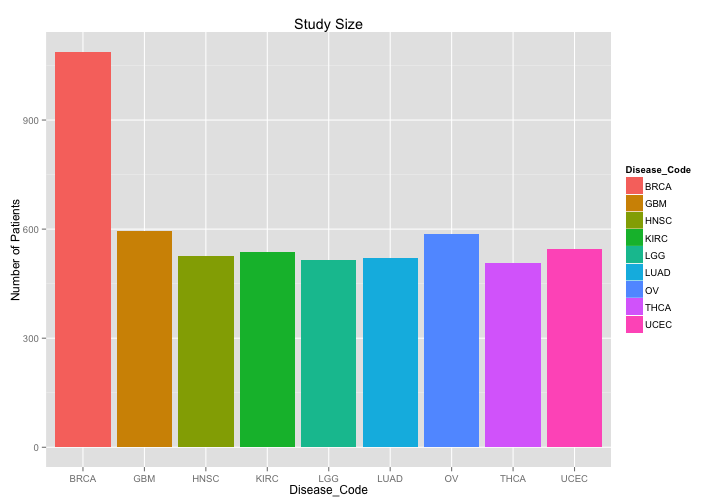 Study Size
Number of Patients
900
600
300
0
BRCA GBM HNSC KIRC LGG LUAD OV THCA UCEC
Disease_Code
Disease_Code
BRCA
GBM
HNSC
KIRC
LGG
LUAD
OV
THCA
UCEC